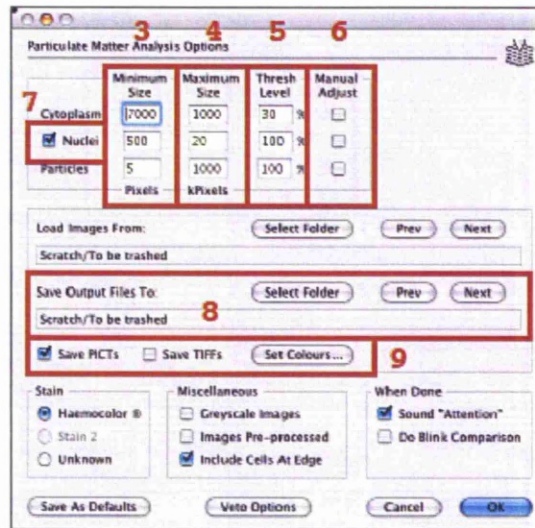 3 4 5 6
Particulate Matter Analysis Options
Minimum Size Maximum Size Thresh Level Manual Adjust
7
Cytoplasm 7000 1000 30 %
Nuclei 500 20 100 %
Particles 5 1000 100 %
Pixels kPixels
Load Images From: Select Folder Prev Next
Scratch/To be trashed
Save Output Files To: Select Folder Prev Next
8
Scratch/To be trashed
Save PICTs Save TIFFs Set Colours... 9
Stain Miscellaneous When Done
Haemocolor ® Greyscale Images Sound "Attention"
Stain 2 Images Pre-processed Do Blink Comparison
Unknown Include Cells At Edge
Save As Defaults Veto Options Cancel OK